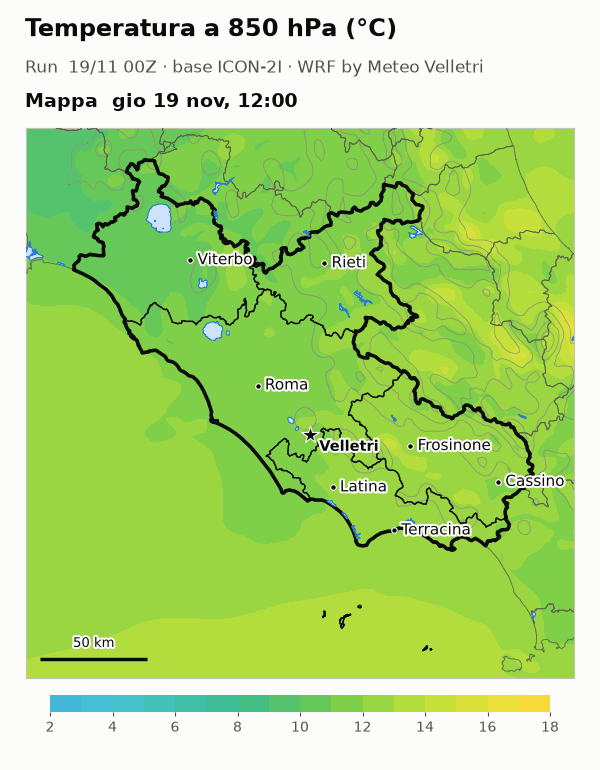 Temperatura a 850 hPa (°C)
Run  19/11 00Z · base ICON-2I · WRF by Meteo Velletri
Mappa  gio 19 nov, 12:00
Viterbo
Rieti
Roma
Velletri
Frosinone
Cassino
Latina
Terracina
50 km
2 4 6 8 10 12 14 16 18